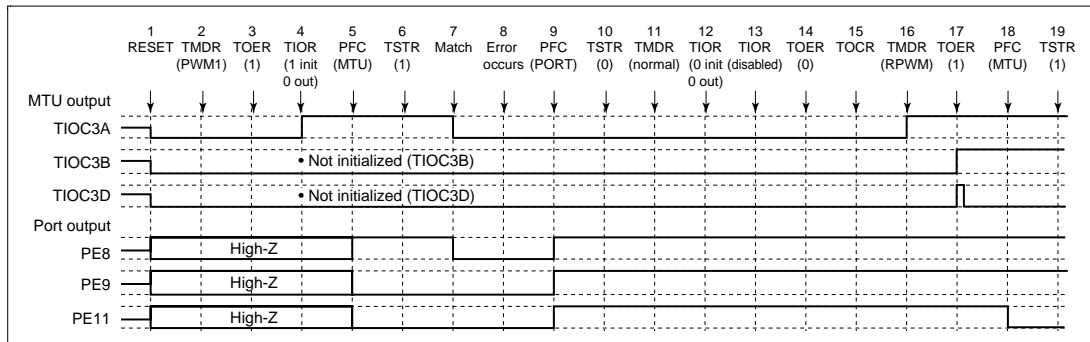 1 2 3 4 5 6 7 8 9 10 11 12 13 14 15 16 17 18 19
RESET TMDR TOER TIOR PFC TSTR Match Error PFC TSTR TMDR TIOR TIOR TOER TOCR TMDR TOER PFC TSTR
(PWM1) (1) (1 init (MTU) (1) occurs (PORT) (0) (normal) (0 init (disabled) (0) (RPWM) (1) (MTU) (1)
0 out) 0 out)
MTU output
TIOC3A
TIOC3B • Not initialized (TIOC3B)
TIOC3D • Not initialized (TIOC3D)
Port output
PE8 High-Z
PE9 High-Z
PE11 High-Z